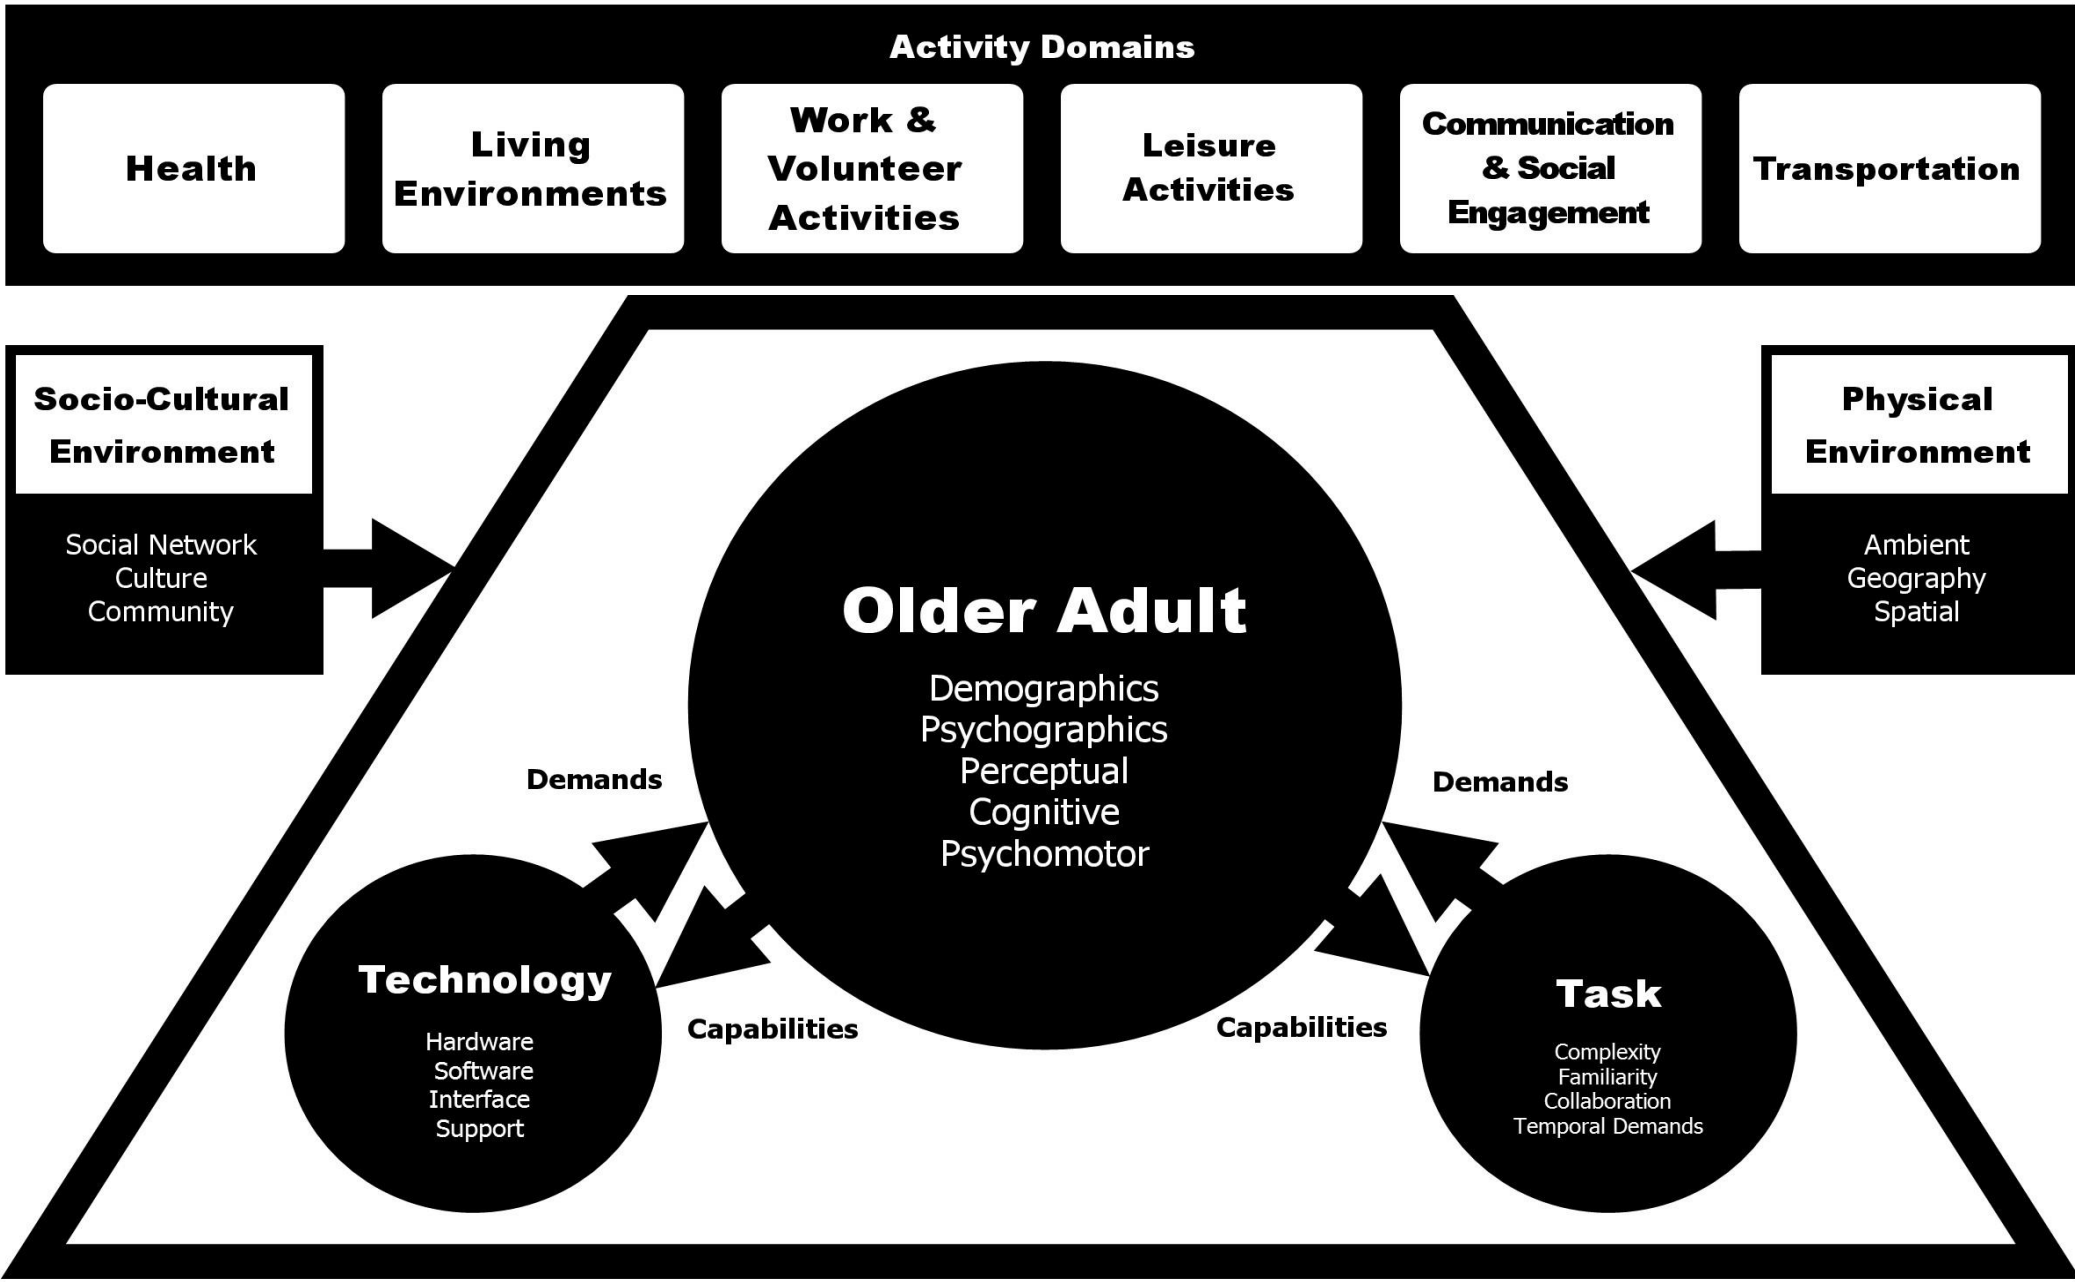 Activity Domains
Health
Living
Environments
Work &
Volunteer
Activities
Leisure
Activities
Communication
& Social
Engagement
Transportation
Socio-Cultural
Environment
Social Network
Culture
Community
Physical
Environment
Ambient
Geography
Spatial
Older Adult
Demographics
Psychographics
Perceptual
Cognitive
Psychomotor
Demands
Demands
Technology
Hardware
Software
Interface
Support
Capabilities
Capabilities
Task
Complexity
Familiarity
Collaboration
Temporal Demands